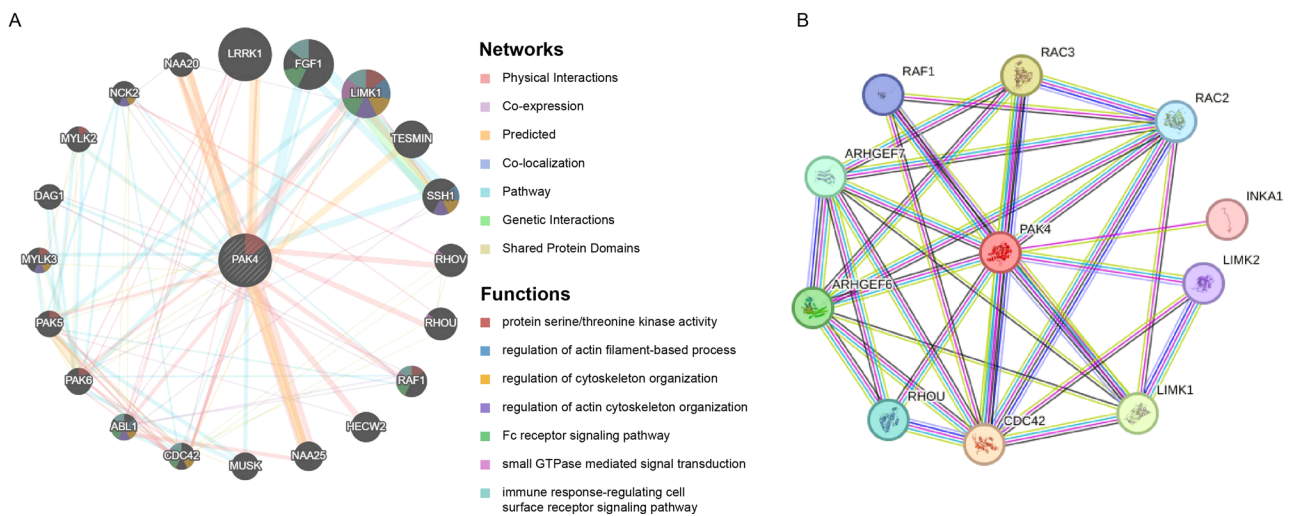 A
LRRK1
FGF1
LIMK1
TESMIN
SSH1
RHOV
RHOU
RAF1
HECW2
NAA25
MUSK
CDC42
ABL1
PAK6
PAK5
MYLK3
DAG1
MYLK2
NCK2
NAA20
PAK4
Networks
Physical Interactions
Co-expression
Predicted
Co-localization
Pathway
Genetic Interactions
Shared Protein Domains
Functions
protein serine/threonine kinase activity
regulation of actin filament-based process
regulation of cytoskeleton organization
regulation of actin cytoskeleton organization
Fc receptor signaling pathway
small GTPase mediated signal transduction
immune response-regulating cell
surface receptor signaling pathway
B
RAC3
RAF1
RAC2
ARHGEF7
INKA1
PAK4
LIMK2
ARHGEF6
LIMK1
RHOU
CDC42